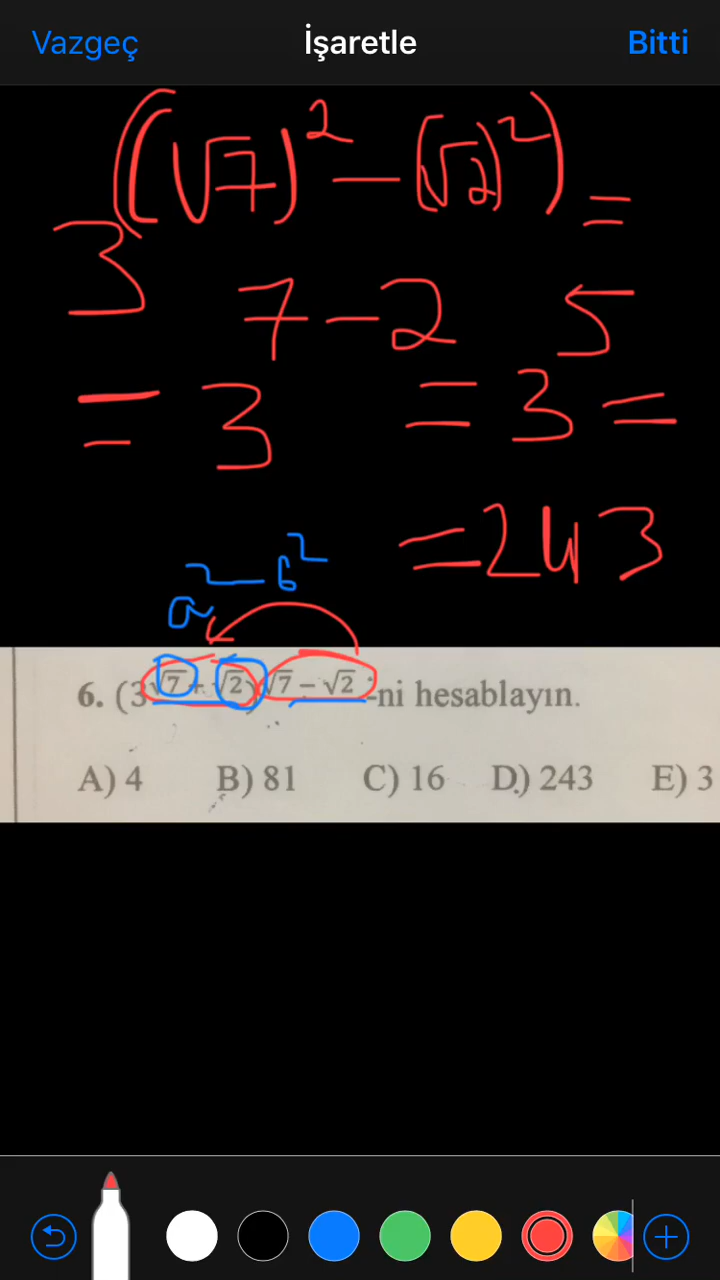 Vazgeç İşaretle Bitti
3^((√7)² − (√2)²) =
= 3^(7−2) = 3^5 =
= 243
a² − b²
6. (3^(√7 + √2))^(√7 − √2) -ni hesablayın.
A) 4 B) 81 C) 16 D) 243 E) 3